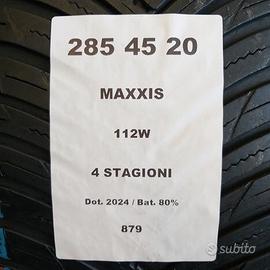 285 45 20
MAXXIS
112W
4 STAGIONI
Dot. 2024 / Bat. 80%
879
subito